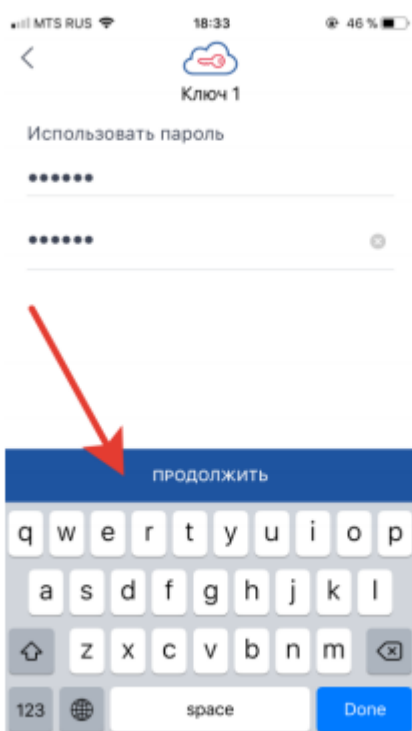 MTS RUS 18:33 46 %
Ключ 1
Использовать пароль
••••••
••••••
ПРОДОЛЖИТЬ
q w e r t y u i o p
a s d f g h j k l
z x c v b n m
123 space Done